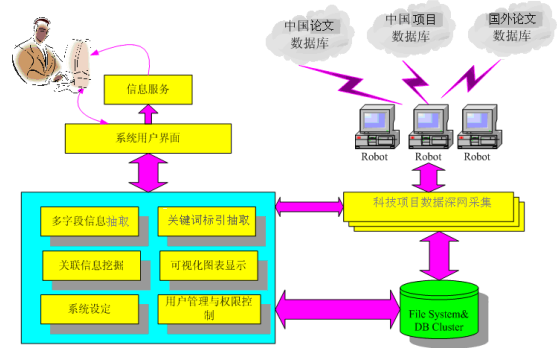 中国论文
数据库
中国项目
数据库
国外论文
数据库
信息服务
系统用户界面
Robot
Robot
Robot
科技项目数据深网采集
多字段信息抽取
关键词标引抽取
关联信息挖掘
可视化图表显示
系统设定
用户管理与权限控
制
File System&
DB Cluster